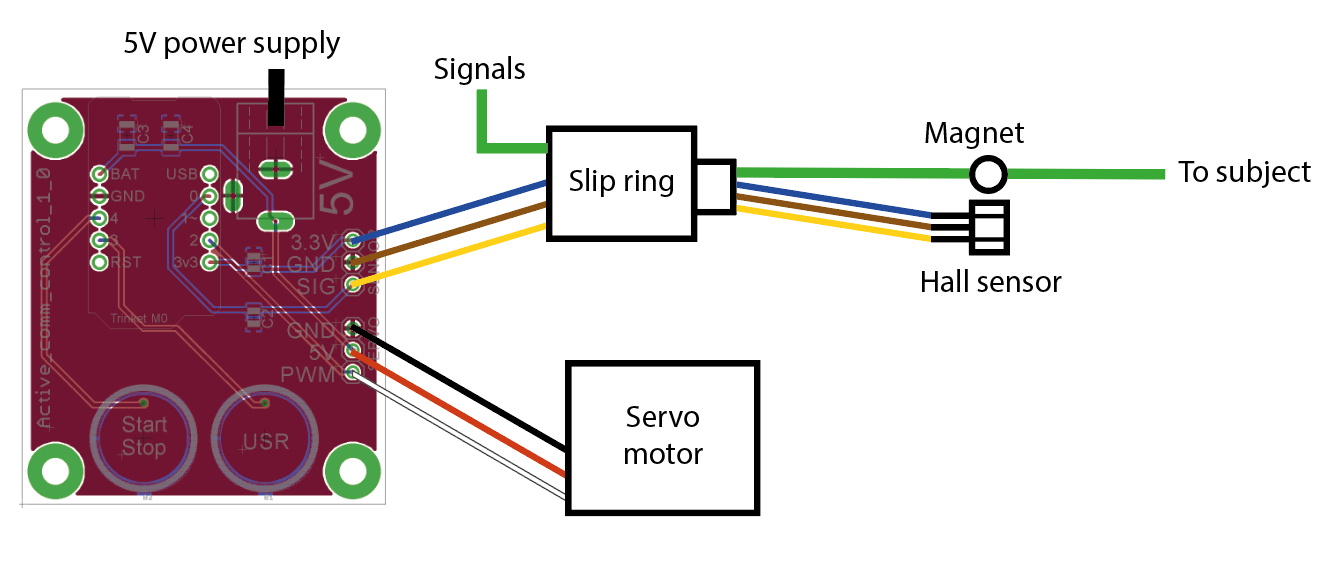 5V power supply
Signals
Magnet
Slip ring
To subject
Hall sensor
Servo
motor
C3
C4
BAT
GND
4
3
RST
USB
0
2
3v3
5V
3.3V
GND
SIG
C2
Trinket M0
GND
5V
PWM
SERVO
Active_comm_control_1_0
Start
Stop
USR